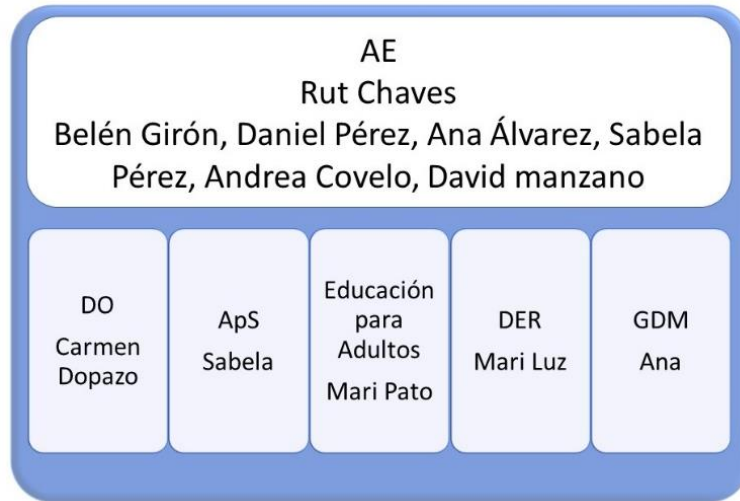 AE
Rut Chaves
Belén Girón, Daniel Pérez, Ana Álvarez, Sabela
Pérez, Andrea Covelo, David manzano
DO
Carmen
Dopazo
ApS
Sabela
Educación
para
Adultos
Mari Pato
DER
Mari Luz
GDM
Ana